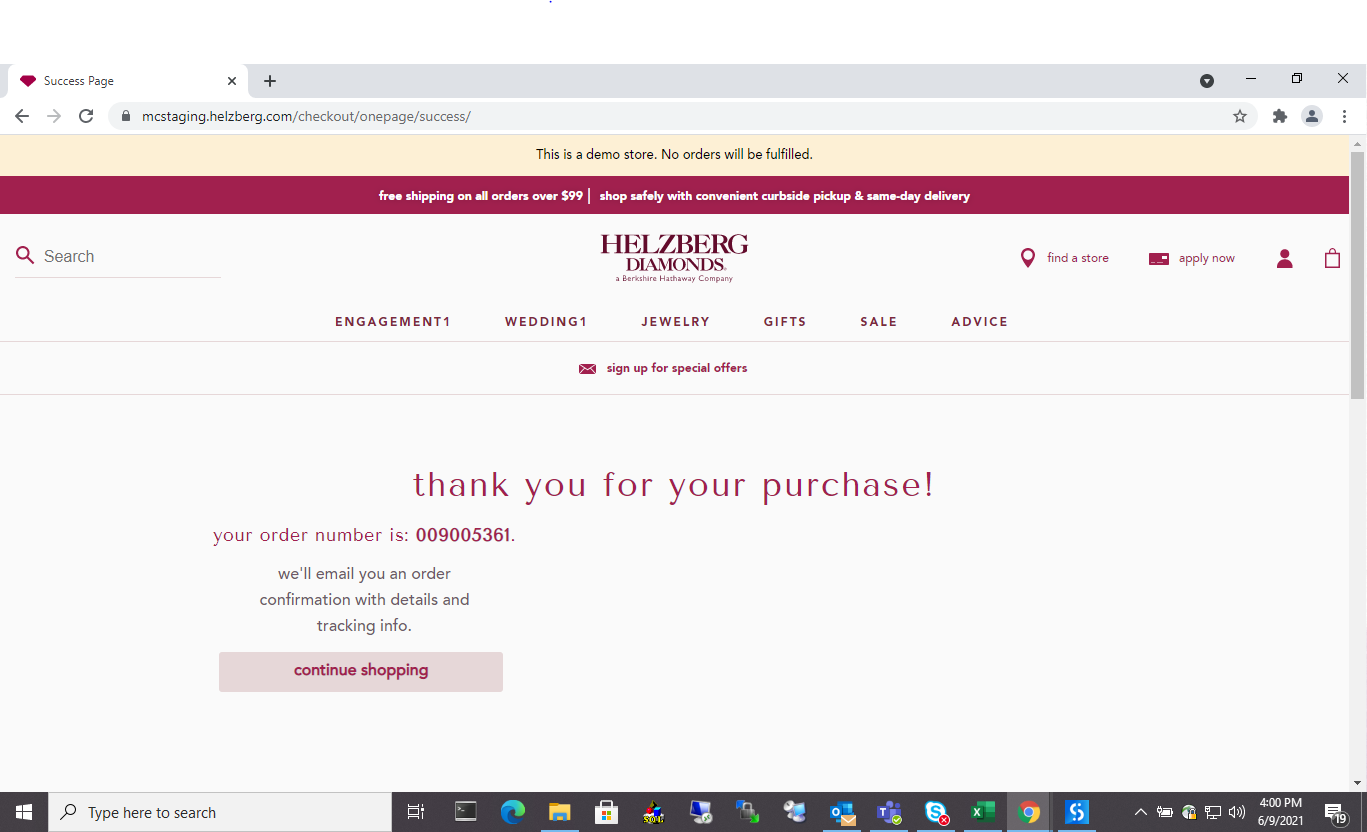 Success Page
mcstaging.helzberg.com/checkout/onepage/success/
This is a demo store. No orders will be fulfilled.
free shipping on all orders over $99 | shop safely with convenient curbside pickup & same-day delivery
Search
HELZBERG
DIAMONDS
a Berkshire Hathaway Company
find a store
apply now
ENGAGEMENT1 WEDDING1 JEWELRY GIFTS SALE ADVICE
sign up for special offers
thank you for your purchase!
your order number is: 009005361.
we'll email you an order
confirmation with details and
tracking info.
continue shopping
Type here to search
4:00 PM
6/9/2021
19